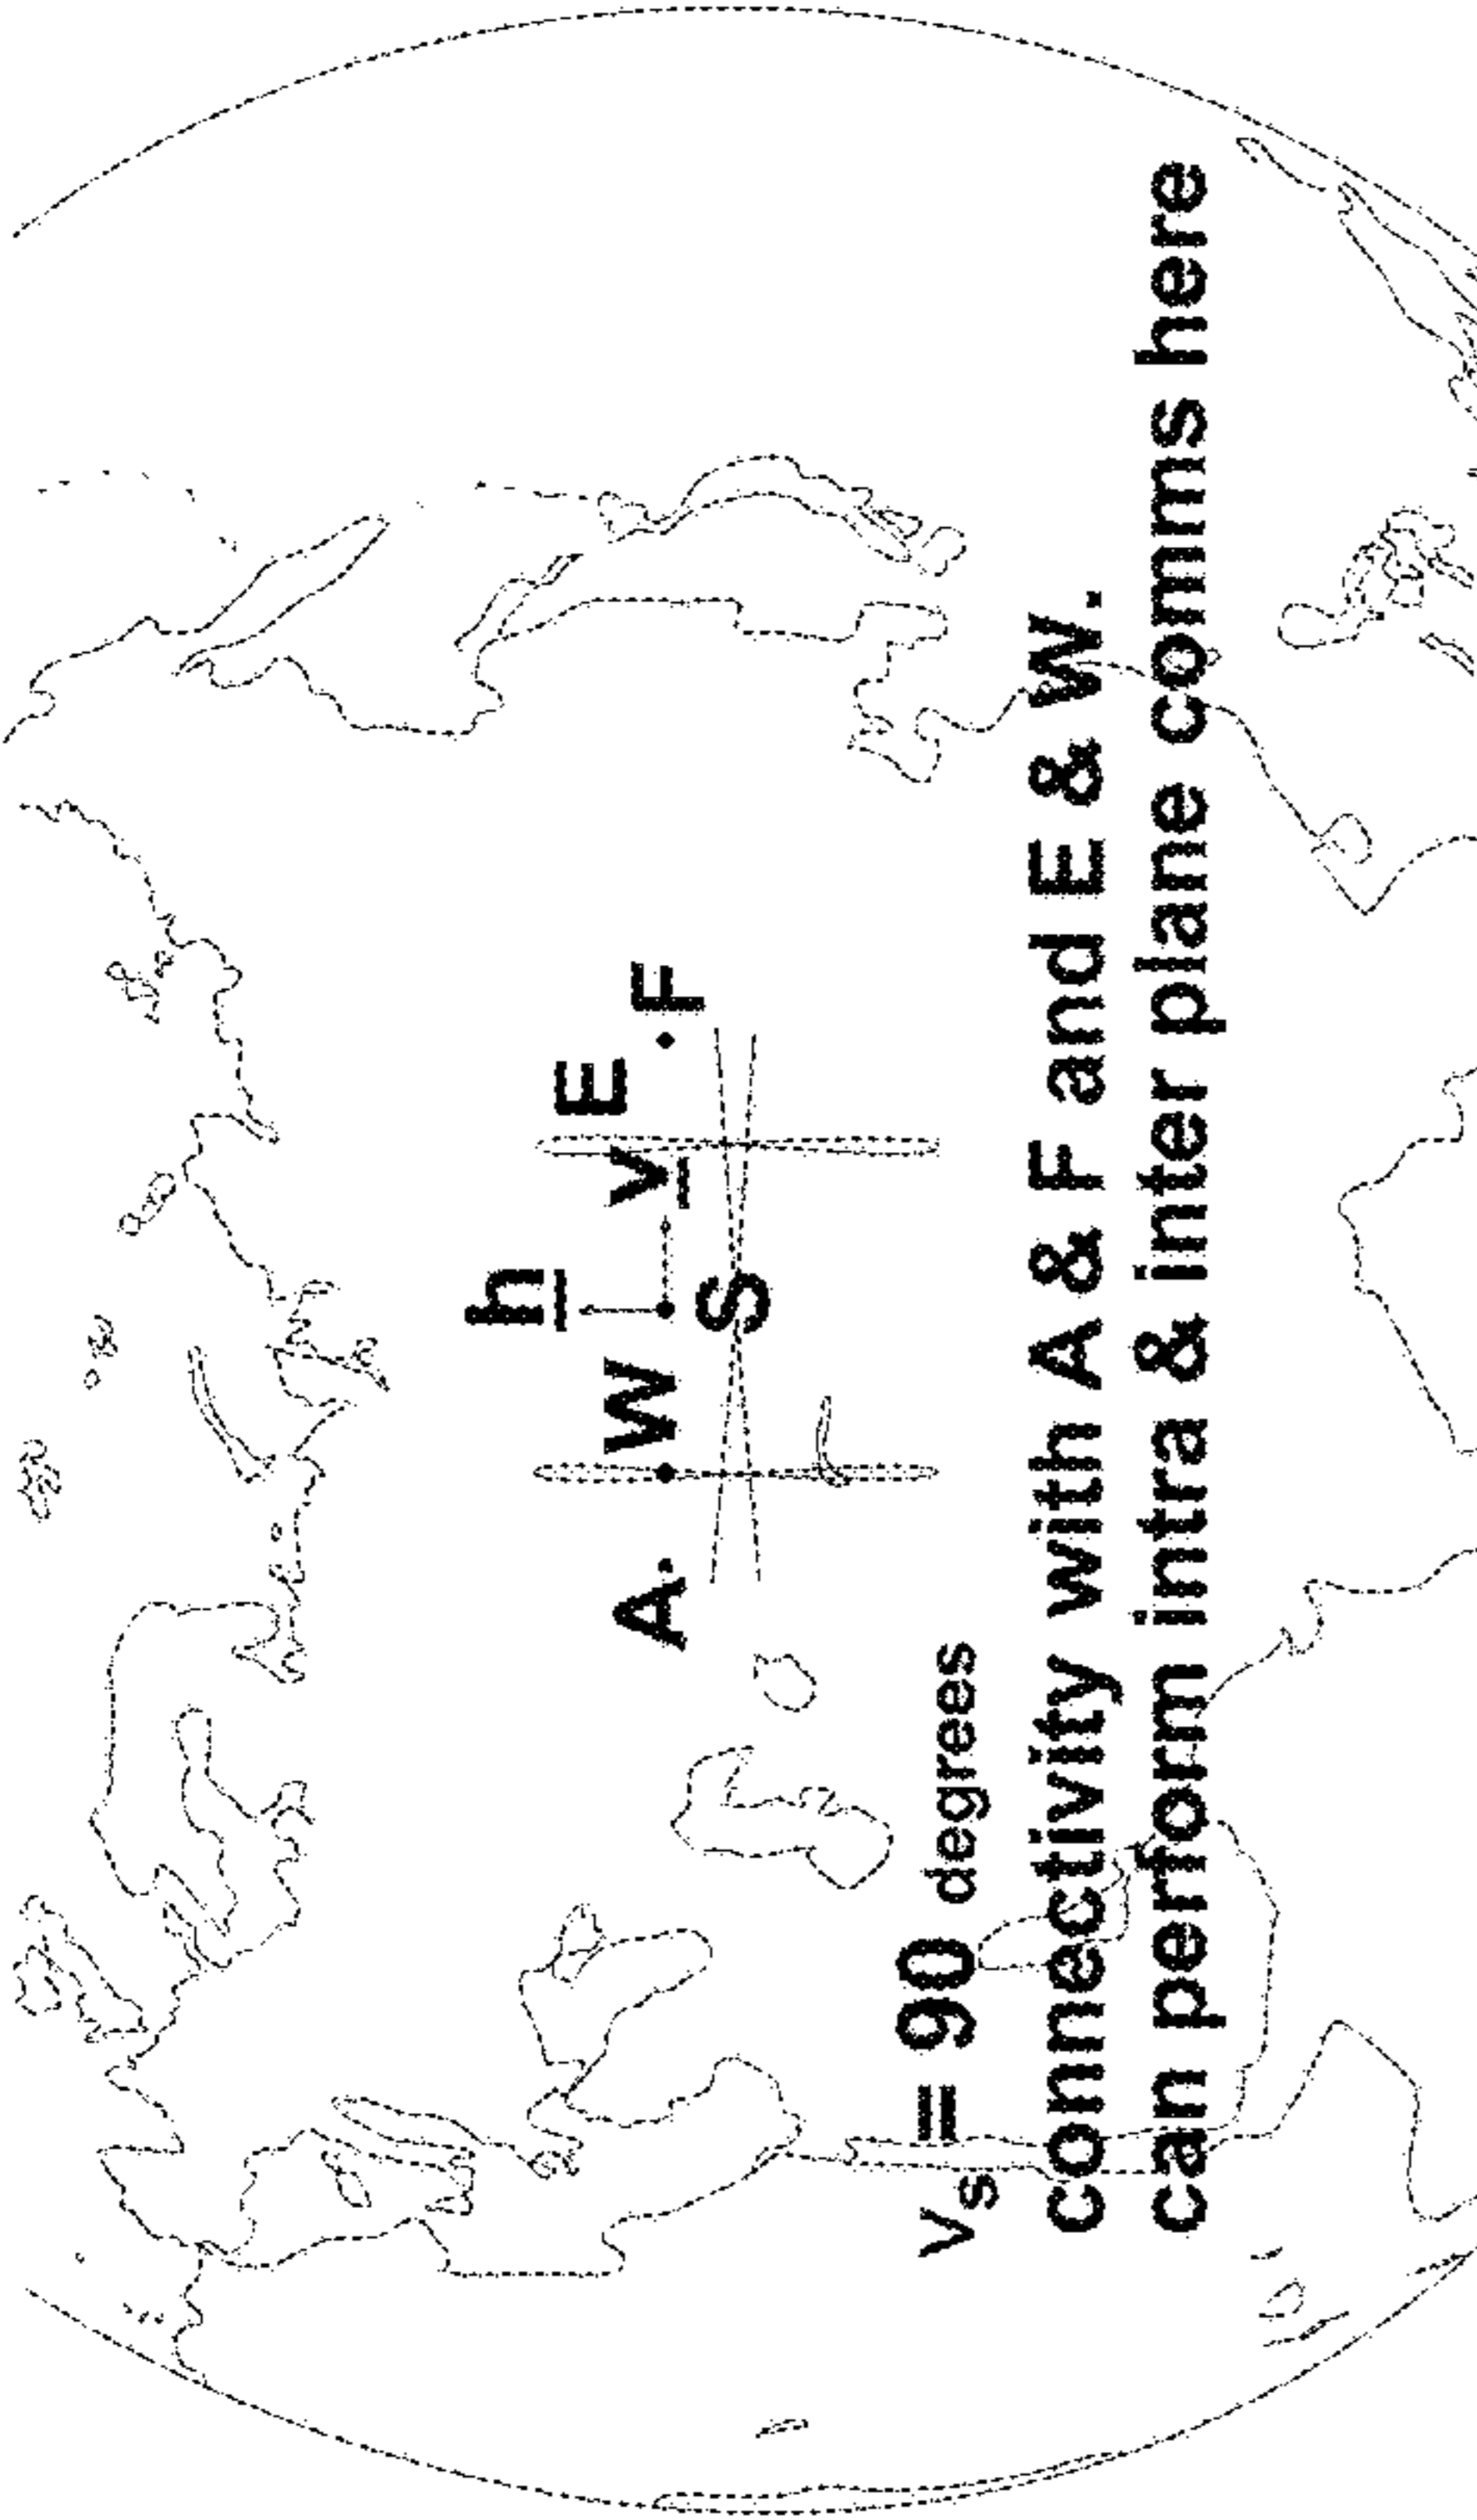 h
E
A. W v .F
S
vs = 90 degrees
connectivity with A & F and E & W.
can perform intra & inter plane comms here